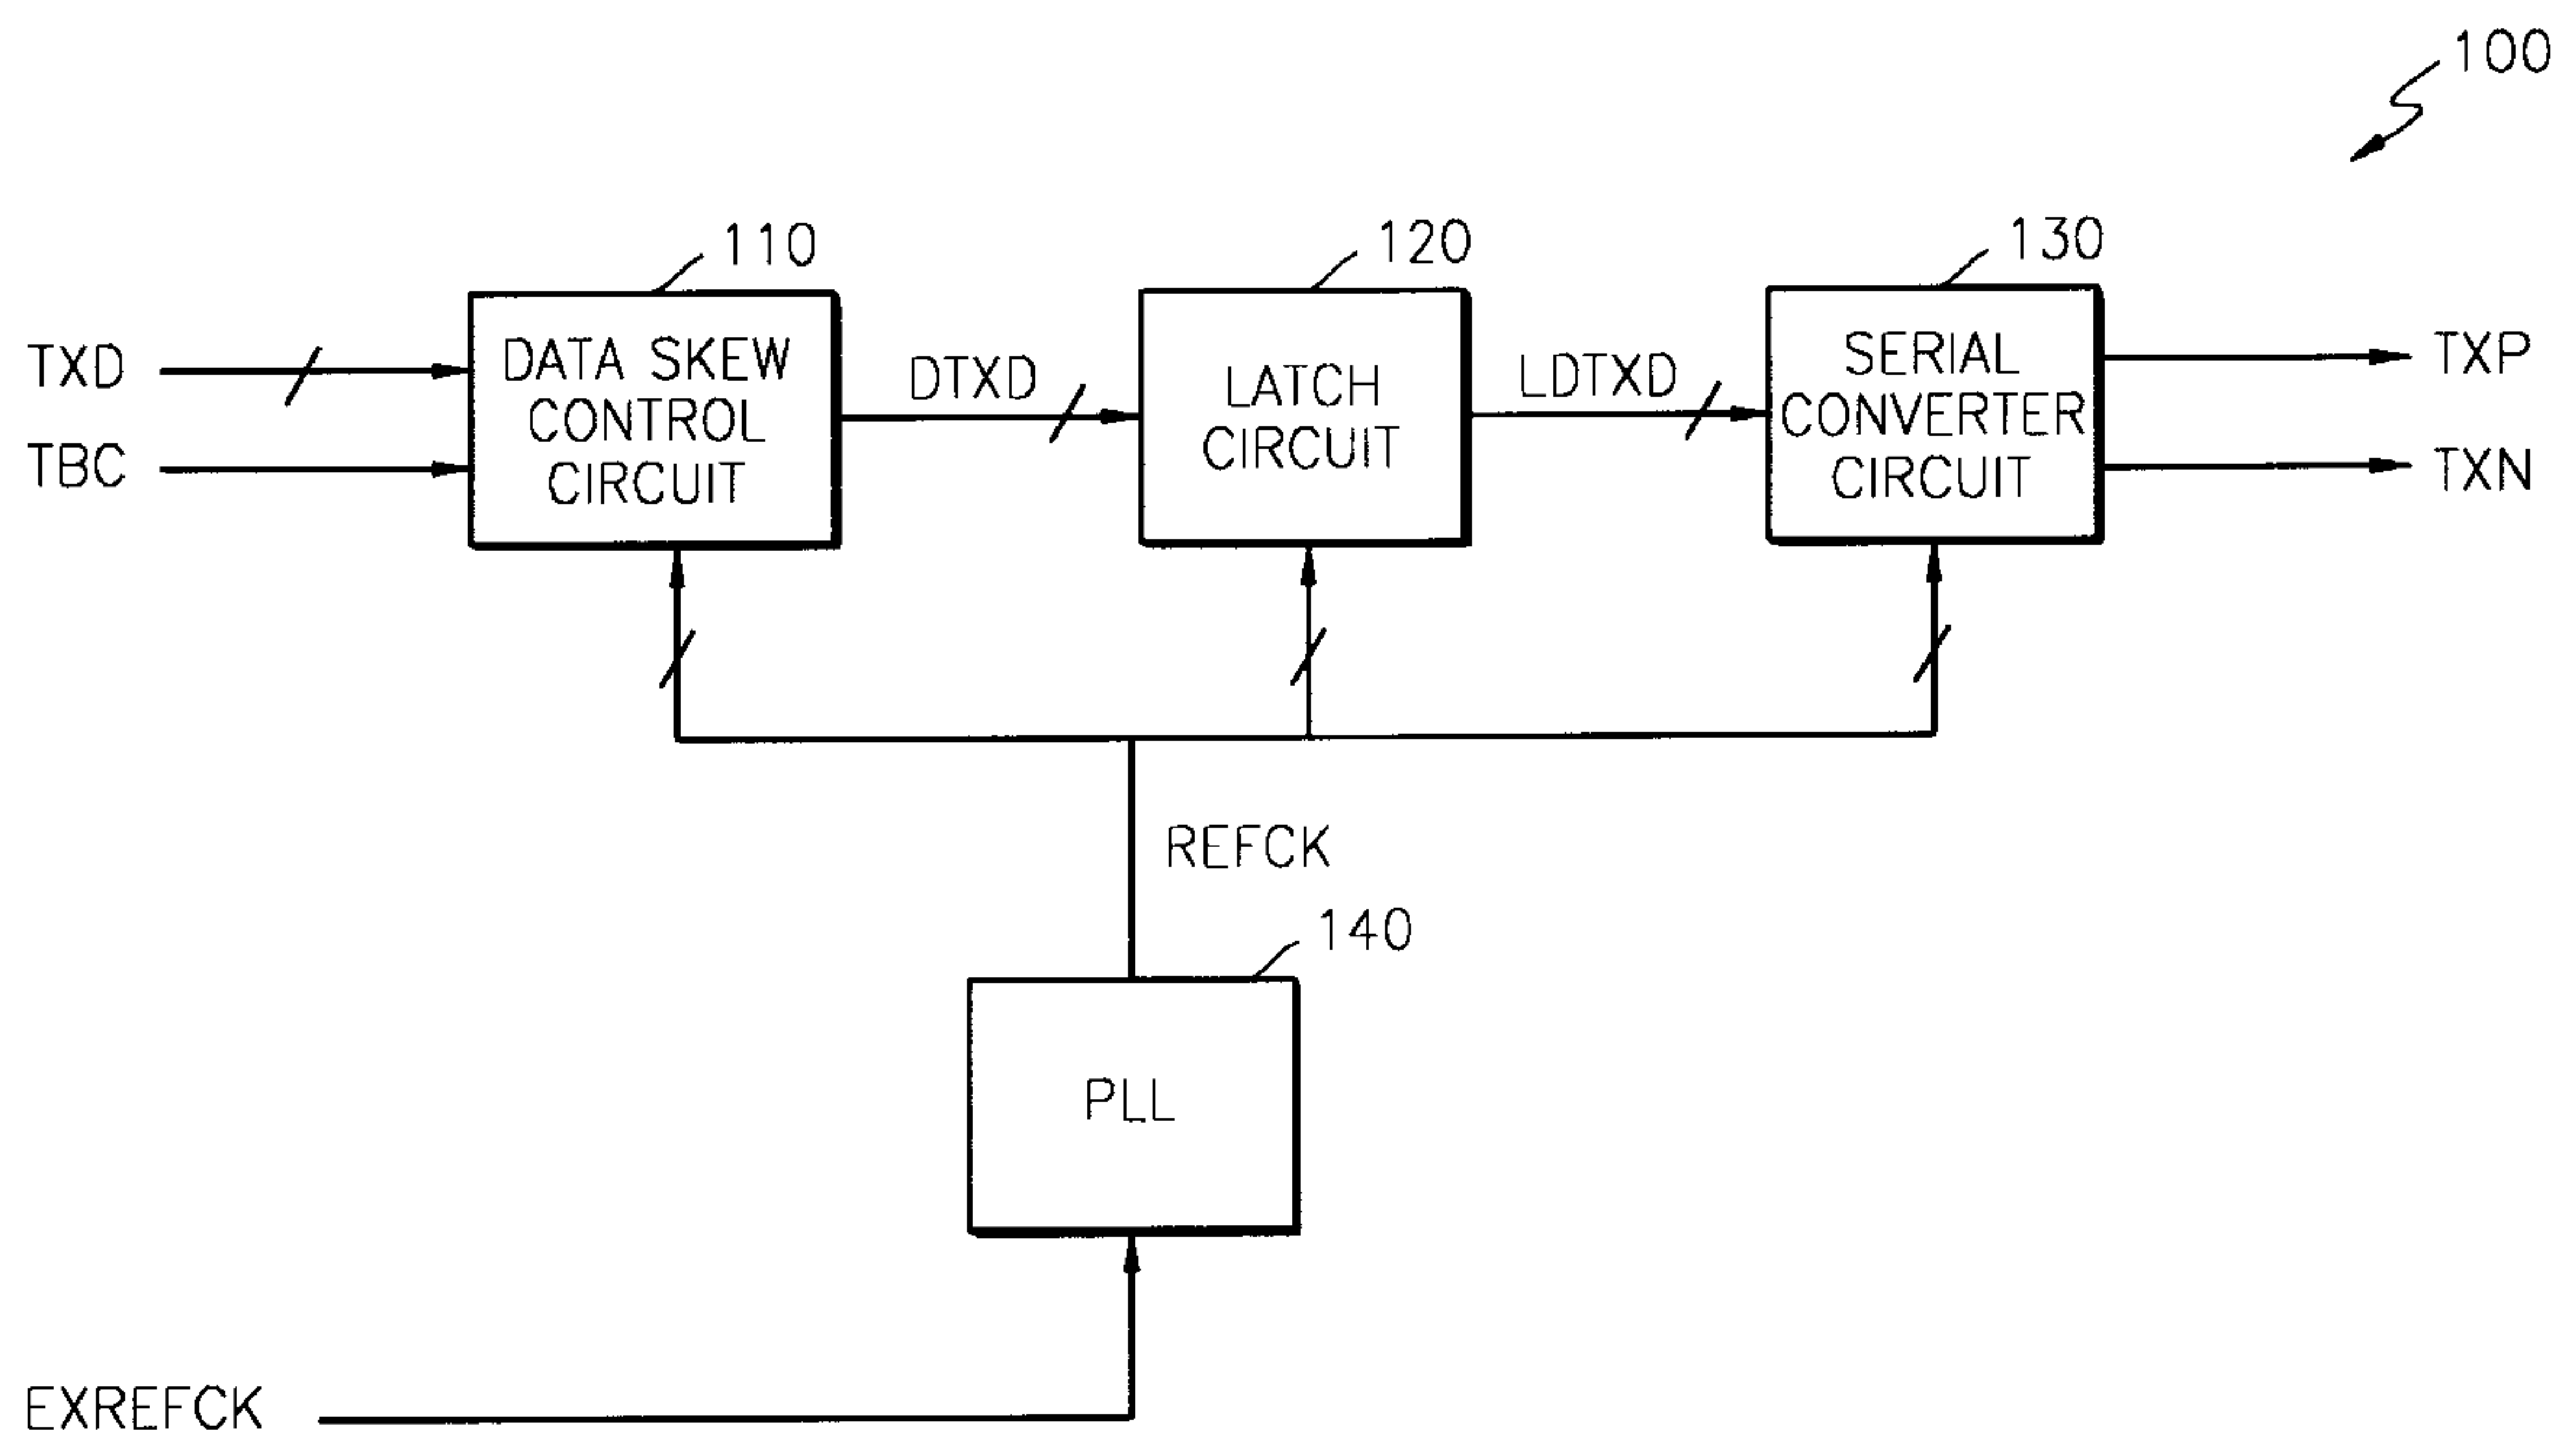 100
110
120
130
TXD
TBC
DATA SKEW
CONTROL
CIRCUIT
DTXD
LATCH
CIRCUIT
LDTXD
SERIAL
CONVERTER
CIRCUIT
TXP
TXN
REFCK
140
PLL
EXREFCK